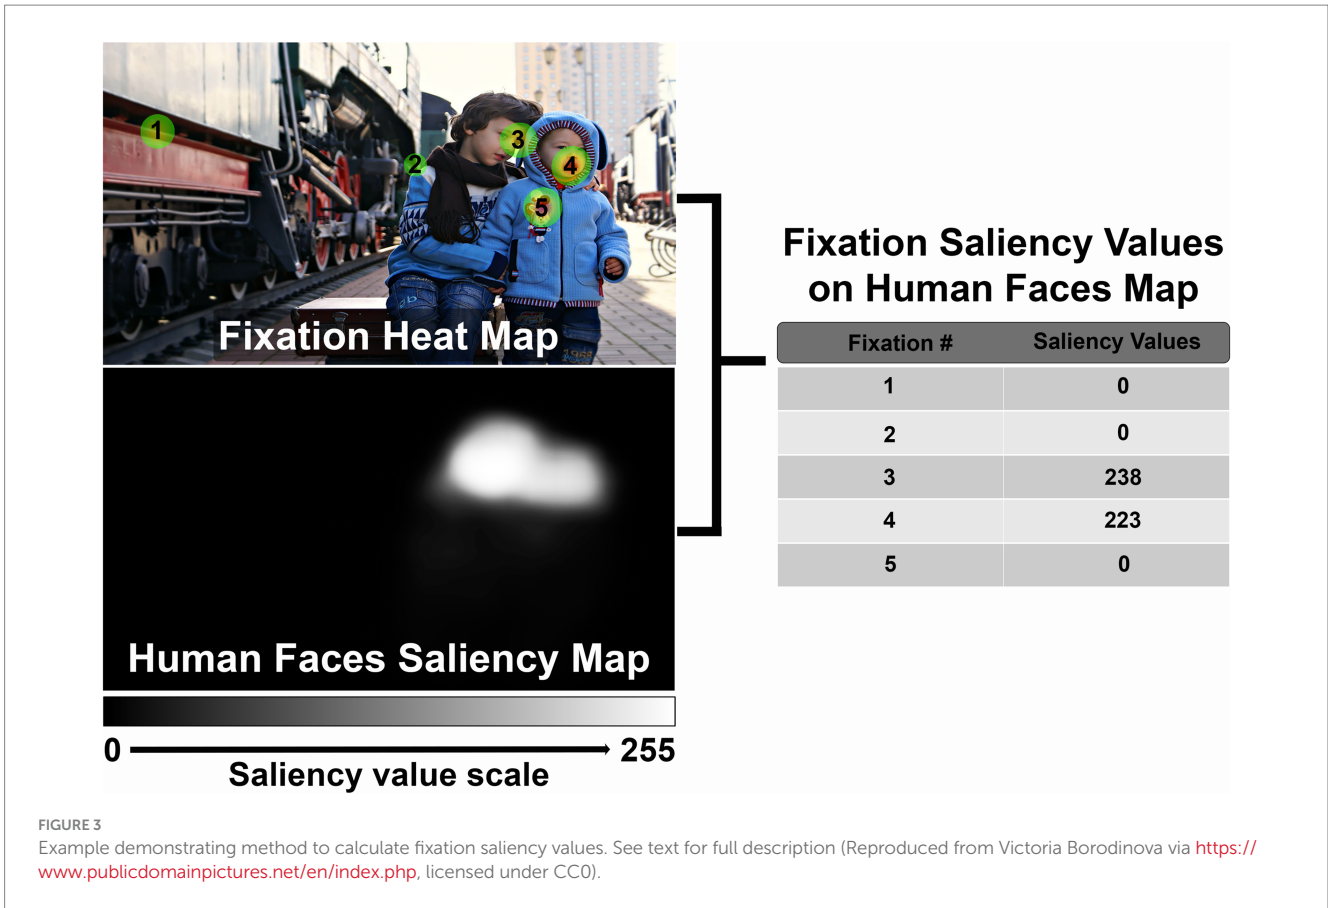 1
2
3
4
5
Fixation Heat Map
Human Faces Saliency Map
0
255
Saliency value scale
Fixation Saliency Values
on Human Faces Map
Fixation # Saliency Values
1 0
2 0
3 238
4 223
5 0
FIGURE 3
Example demonstrating method to calculate fixation saliency values. See text for full description (Reproduced from Victoria Borodinova via https://
www.publicdomainpictures.net/en/index.php, licensed under CC0).